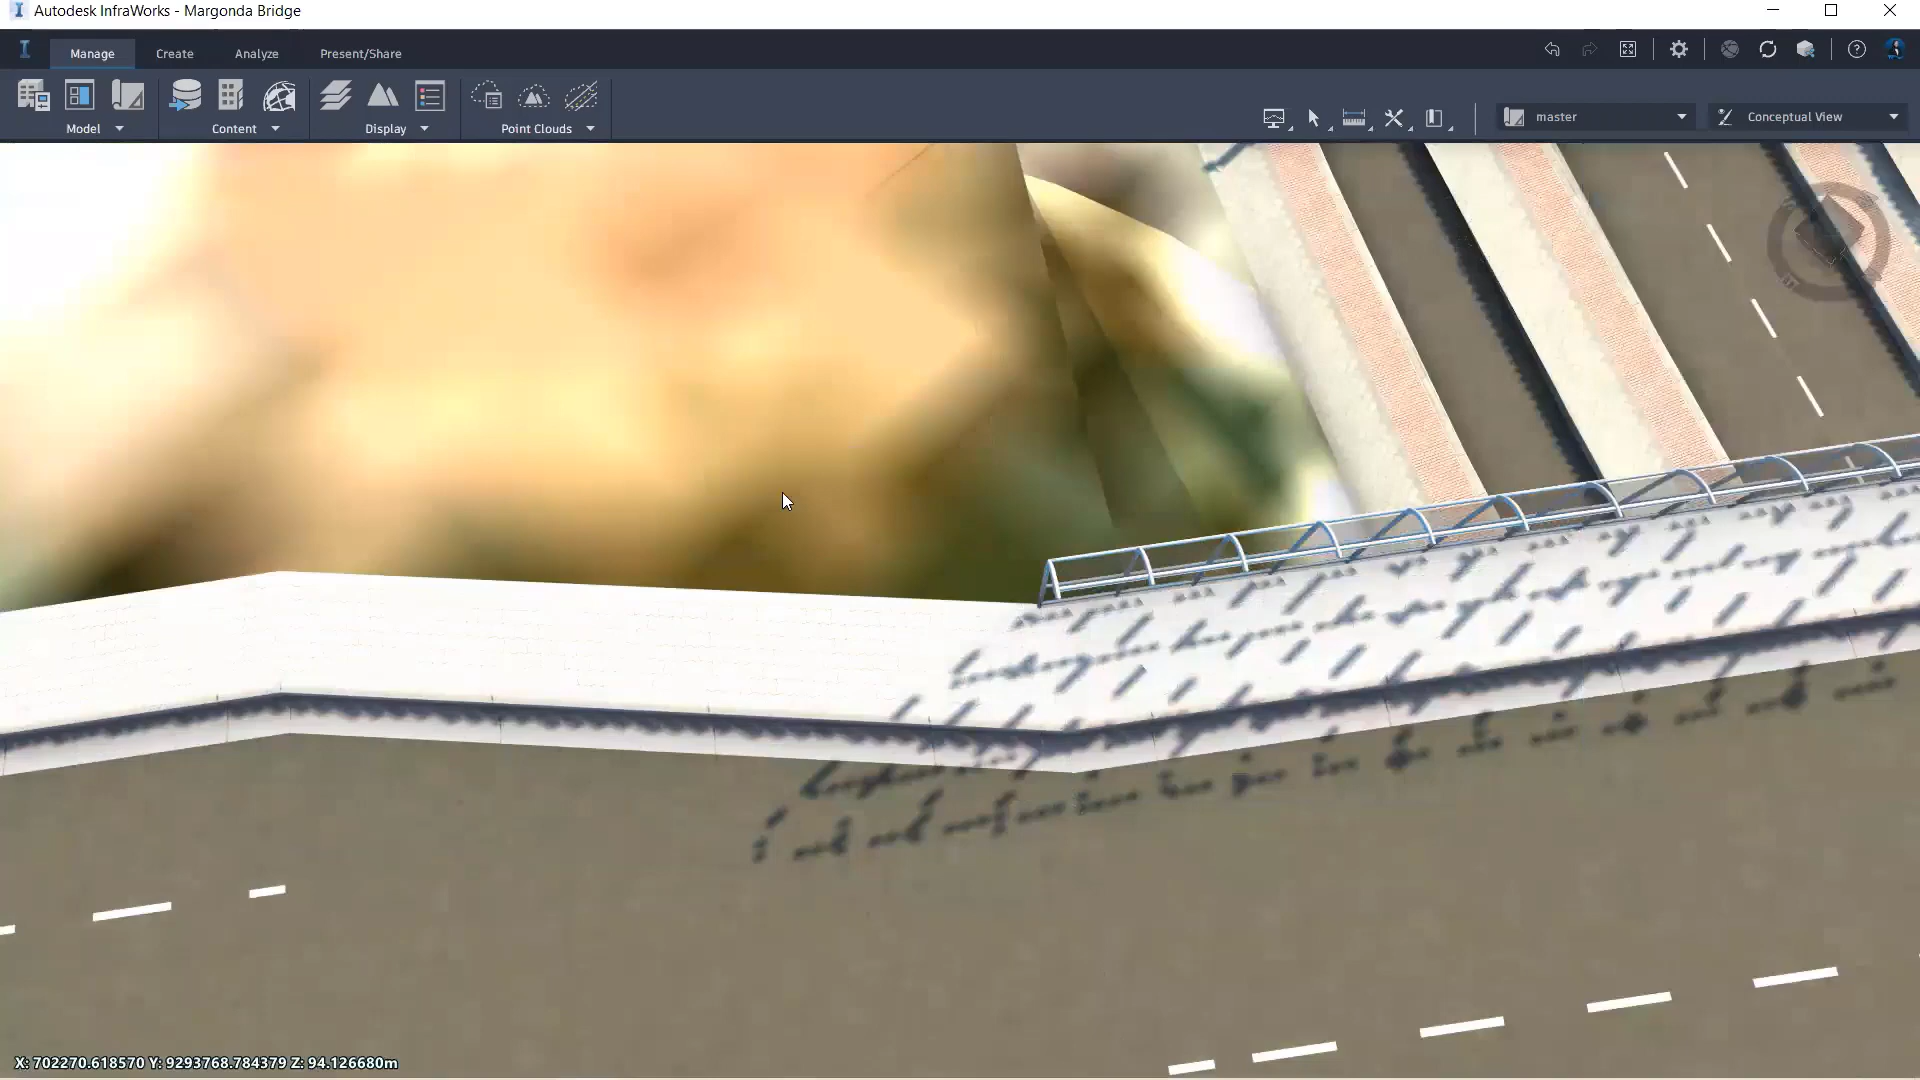 Autodesk InfraWorks - Margonda Bridge
Manage Create Analyze Present/Share
Model Content Display Point Clouds
master Conceptual View
X: 702270.618570 Y: 9293768.784379 Z: 94.126680m